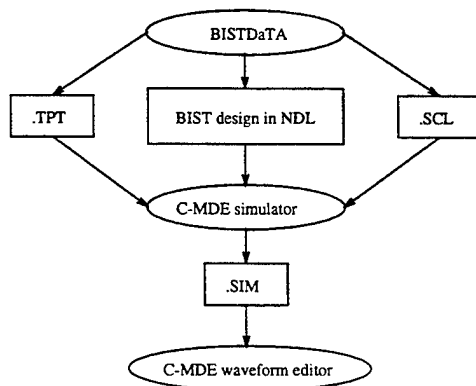 BISTDaTA
.TPT
BIST design in NDL
.SCL
C-MDE simulator
.SIM
C-MDE waveform editor